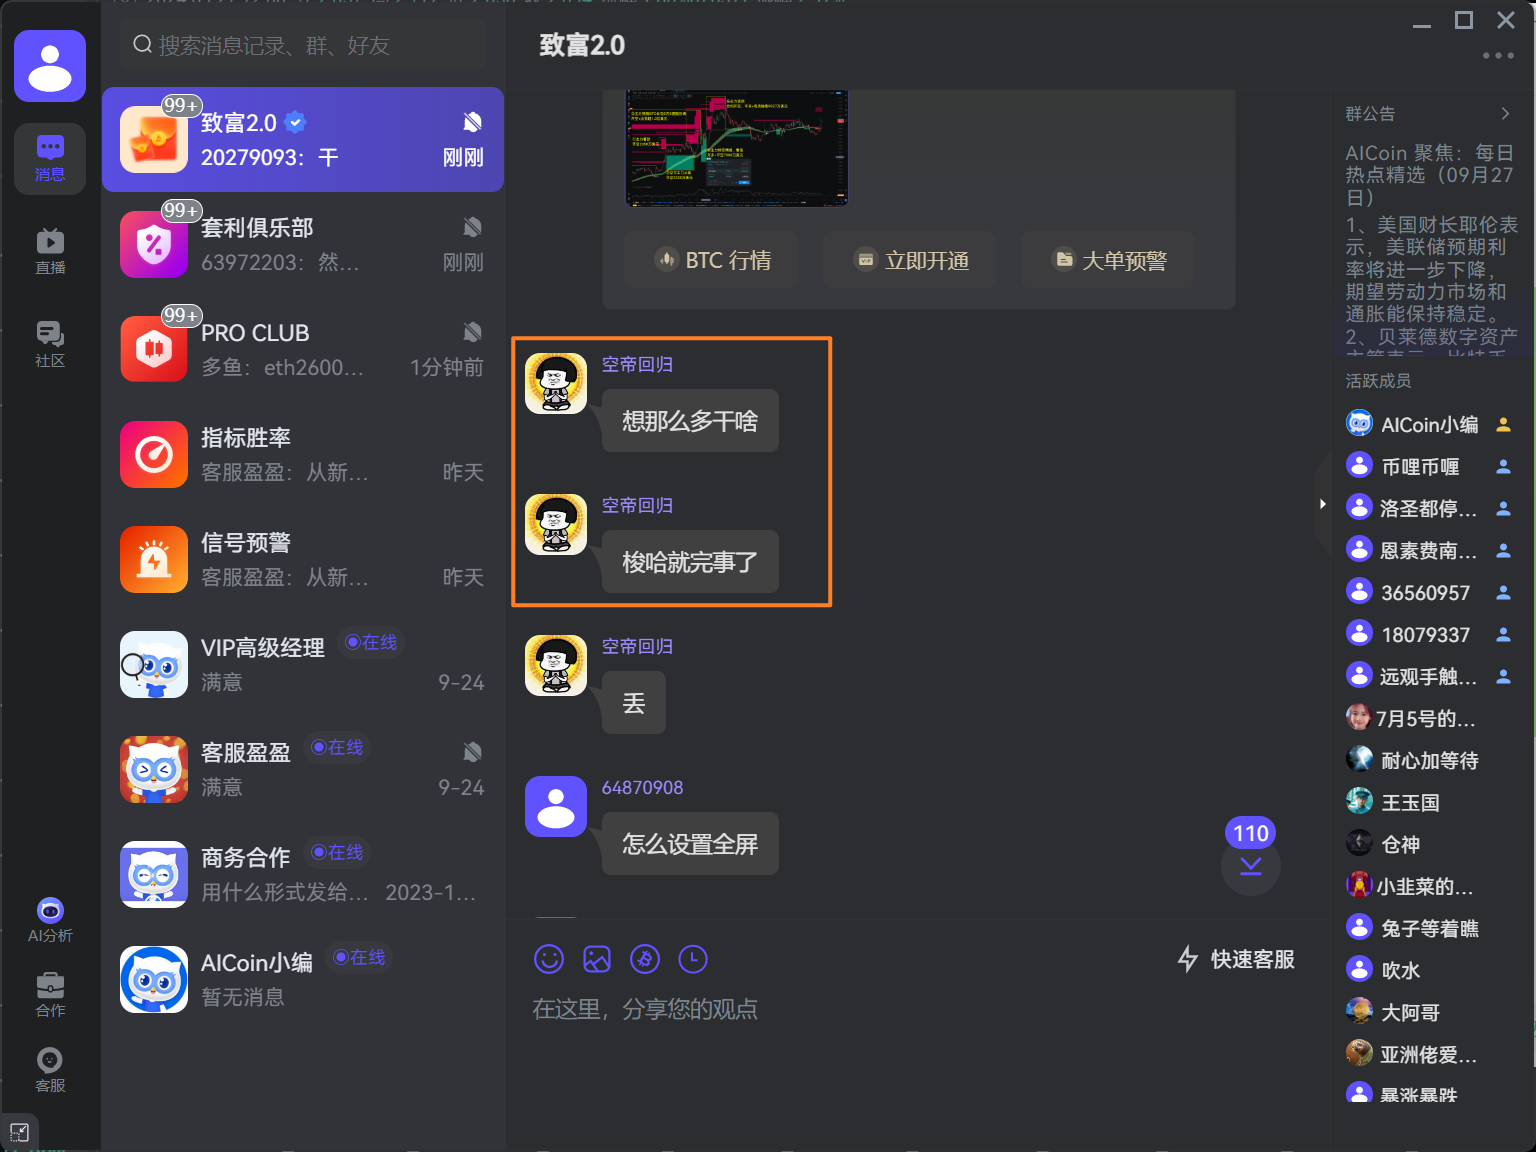 消息
直播
社区
AI分析
合作
客服
搜索消息记录、群、好友
99+
致富2.0
20279093：干
刚刚
99+
套利俱乐部
63972203：然...
刚刚
99+
PRO CLUB
多鱼：eth2600...
1分钟前
指标胜率
客服盈盈：从新...
昨天
信号预警
客服盈盈：从新...
昨天
VIP高级经理
在线
满意
9-24
客服盈盈
在线
满意
9-24
商务合作
在线
用什么形式发给...
2023-1...
AICoin小编
在线
暂无消息
致富2.0
BTC 行情
立即开通
大单预警
空帝回归
想那么多干啥
空帝回归
梭哈就完事了
空帝回归
丢
64870908
怎么设置全屏
110
快速客服
在这里，分享您的观点
群公告
AICoin 聚焦：每日
热点精选（09月27
日）
1、美国财长耶伦表
示，美联储预期利
率将进一步下降，
期望劳动力市场和
通胀能保持稳定。
2、贝莱德数字资产
活跃成员
AICoin小编
币哩币喱
洛圣都停...
恩素费南...
36560957
18079337
远观手触...
7月5号的...
耐心加等待
王玉国
仓神
小韭菜的...
兔子等着瞧
吹水
大阿哥
亚洲佬爱...
暴涨暴跌